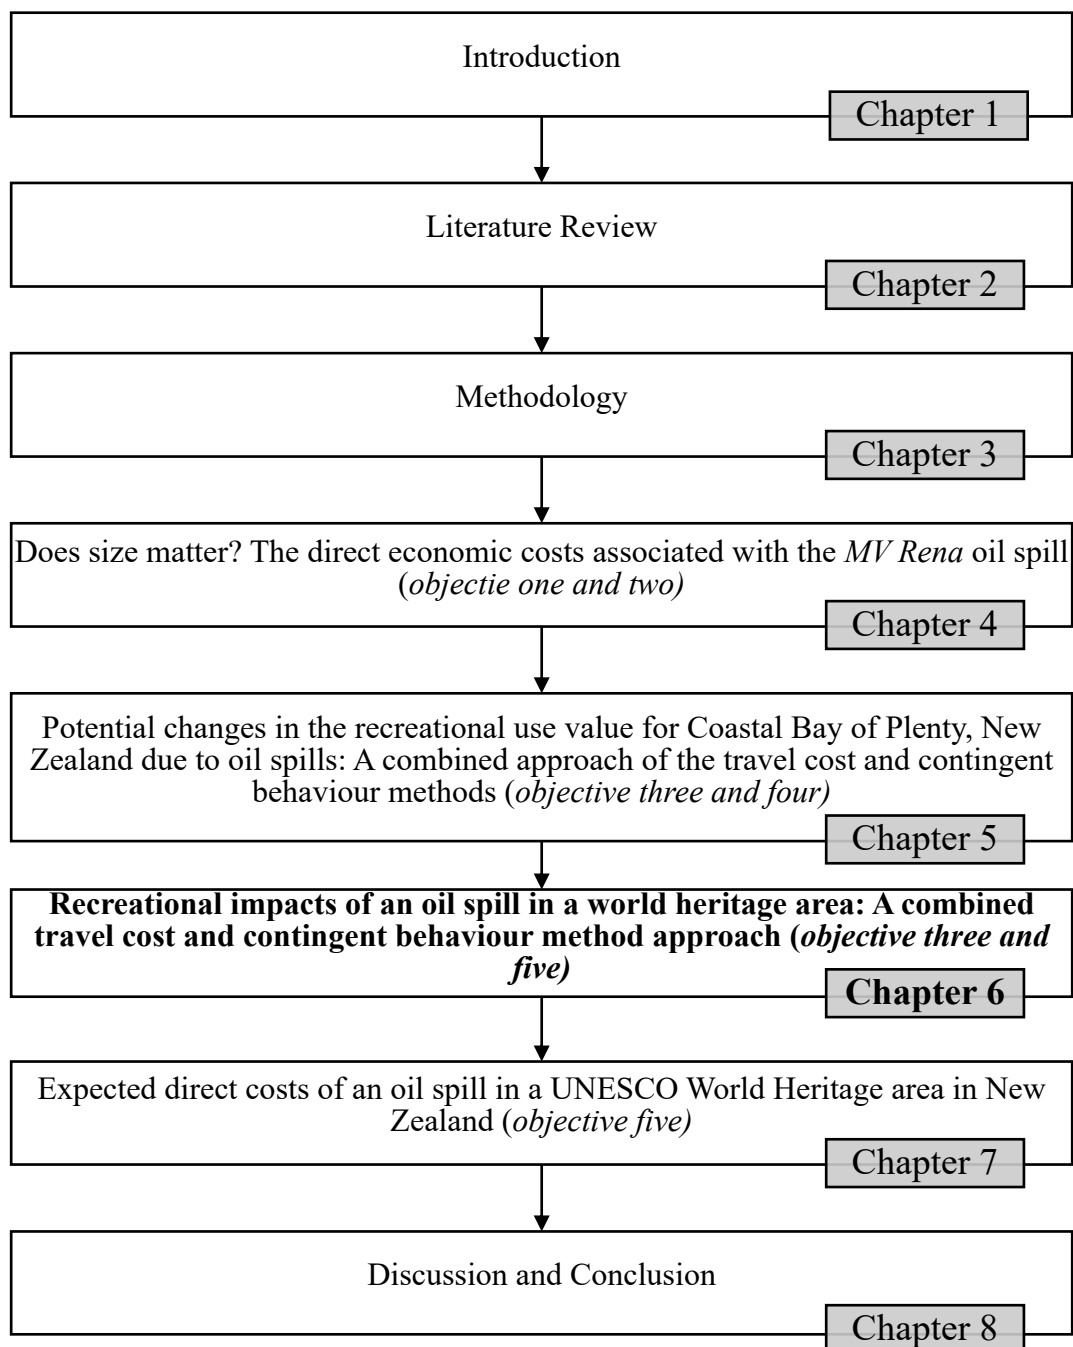 Introduction
Chapter 1
Literature Review
Chapter 2
Methodology
Chapter 3
Does size matter? The direct economic costs associated with the MV Rena oil spill
(objectie one and two)
Chapter 4
Potential changes in the recreational use value for Coastal Bay of Plenty, New
Zealand due to oil spills: A combined approach of the travel cost and contingent
behaviour methods (objective three and four)
Chapter 5
Recreational impacts of an oil spill in a world heritage area: A combined
travel cost and contingent behaviour method approach (objective three and
five)
Chapter 6
Expected direct costs of an oil spill in a UNESCO World Heritage area in New
Zealand (objective five)
Chapter 7
Discussion and Conclusion
Chapter 8